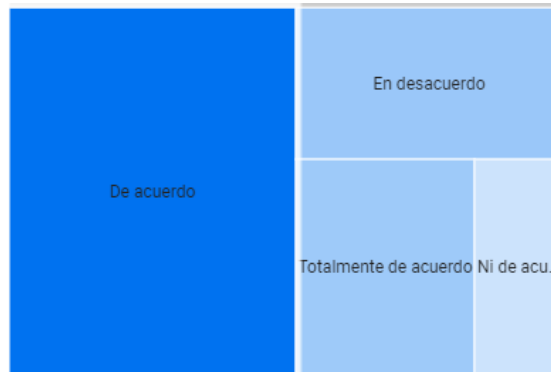 De acuerdo
En desacuerdo
Totalmente de acuerdo
Ni de acu.